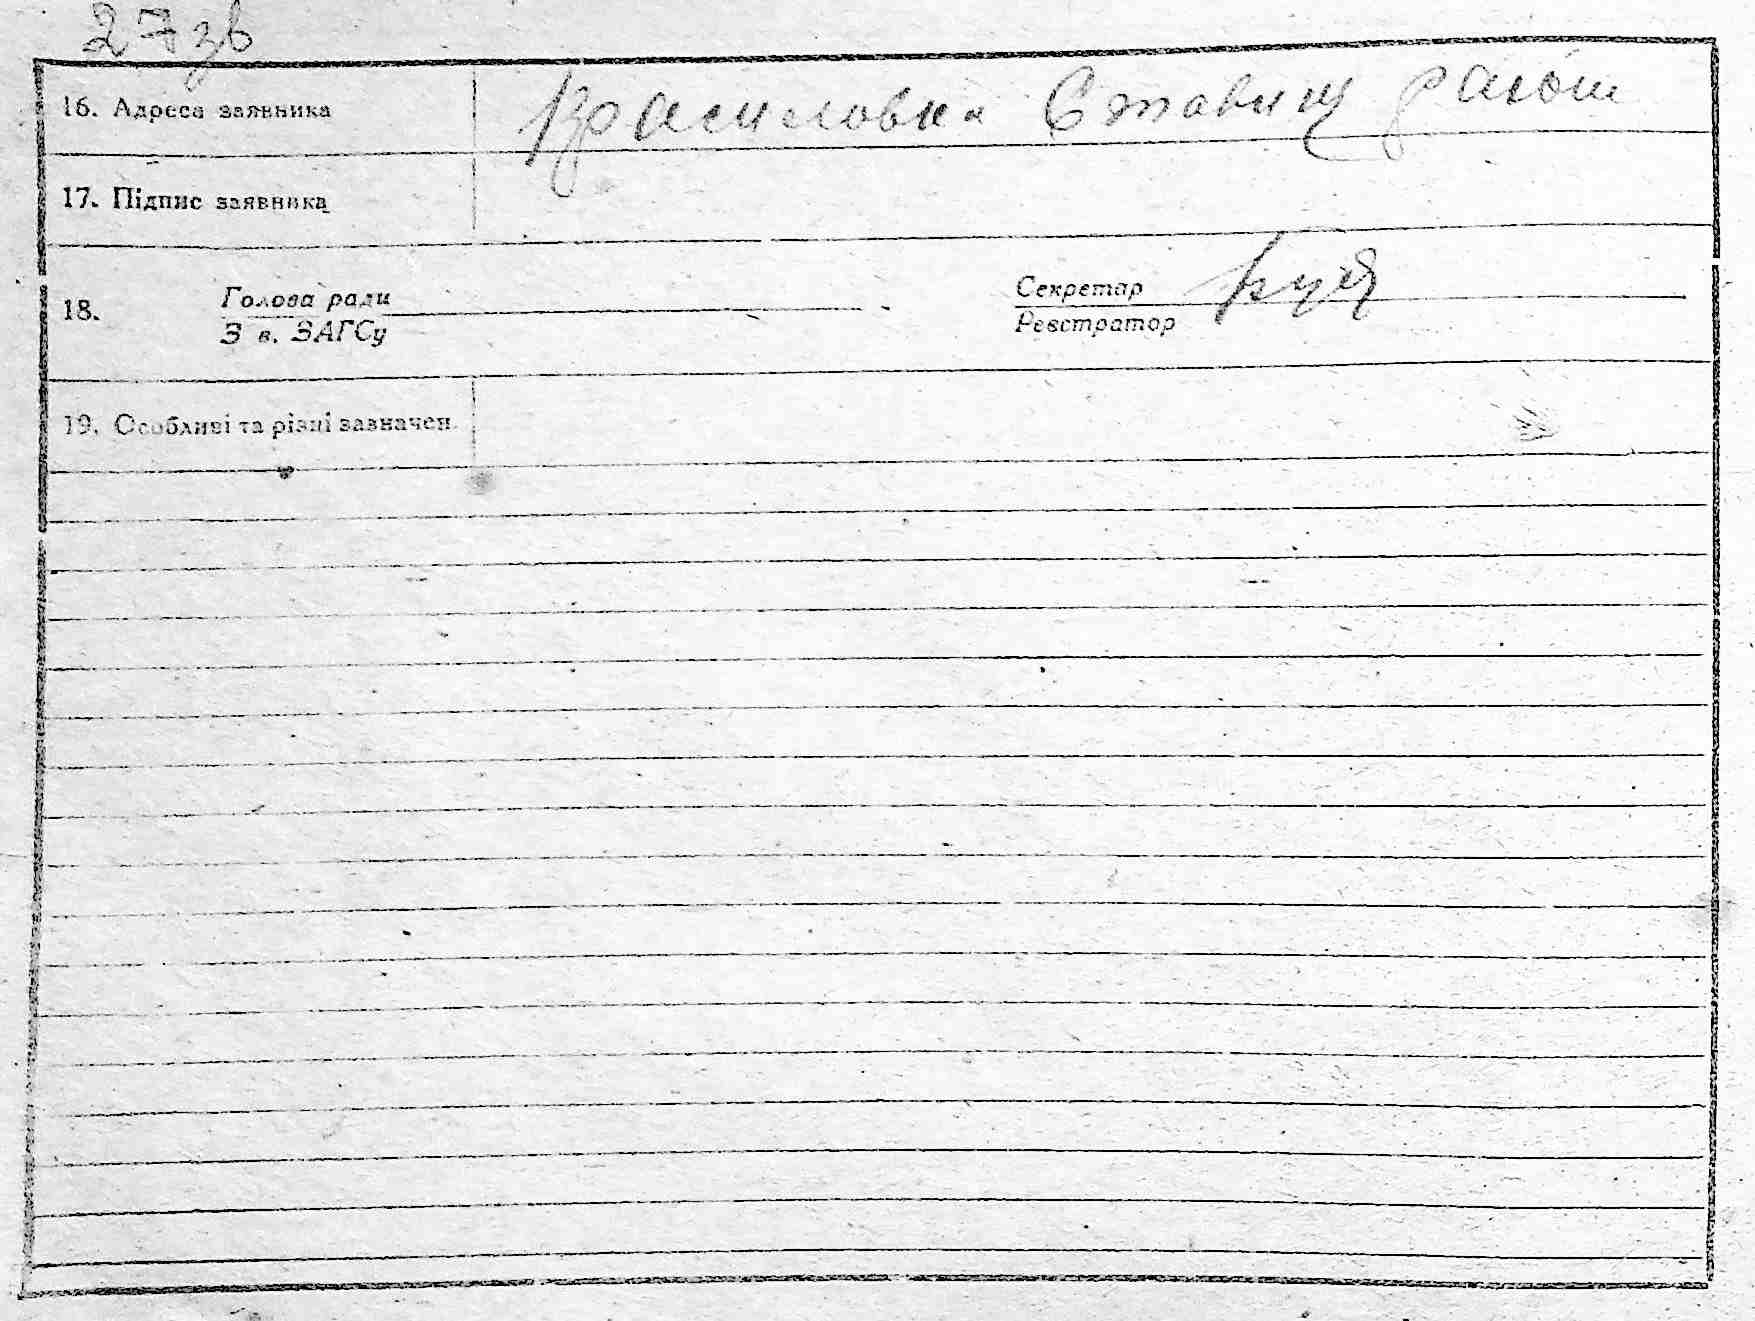 27зв
16. Адреса заявника Красиловка Ставищ район
17. Підпис заявника
18. Голова ради Секретар
З в. ЗАГСу Реєстратор
19. Особливі та різні зазначен.